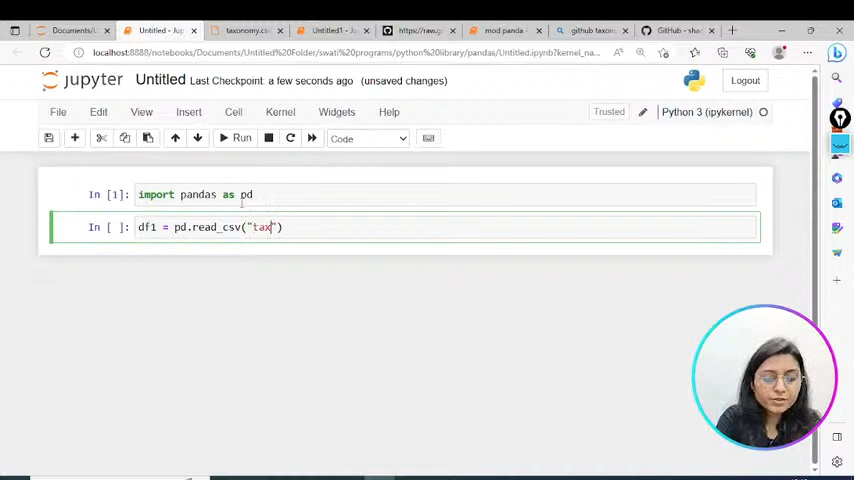 Documents/U
Untitled - Jup
taxonomy.cs
Untitled1 - Jup
https://raw.g
mod panda
github taxon
GitHub - sha
localhost:8888/notebooks/Documents/Untitled%20Folder/swati%20programs/python%20library/pandas/Untitled.ipynb?kernel_na...
jupyter Untitled Last Checkpoint: a few seconds ago (unsaved changes)
Logout
File Edit View Insert Cell Kernel Widgets Help
Trusted
Python 3 (ipykernel)
Run
Code
In [1]: import pandas as pd
In [ ]: df1 = pd.read_csv("tax")